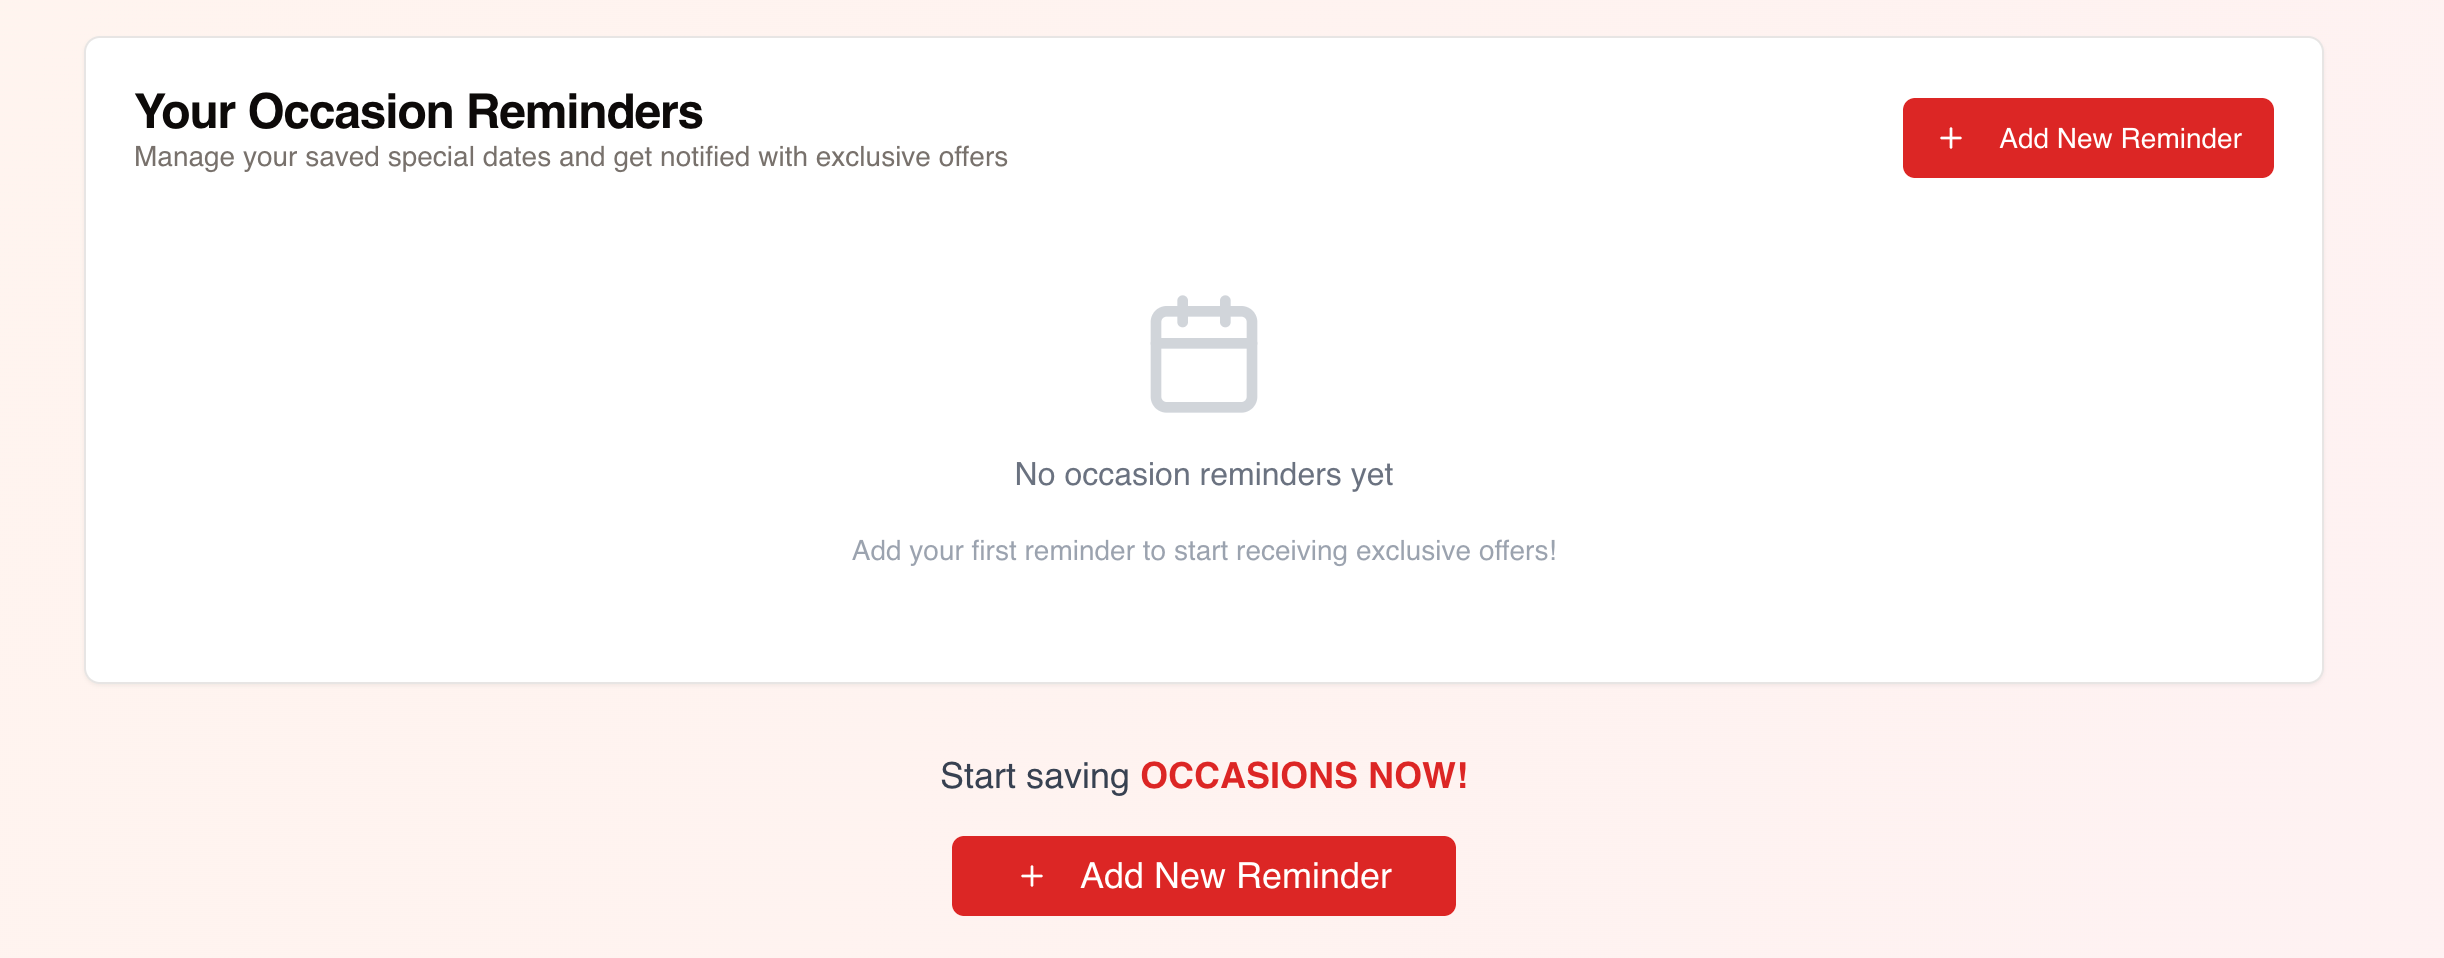 Your Occasion Reminders
Manage your saved special dates and get notified with exclusive offers
+ Add New Reminder
No occasion reminders yet
Add your first reminder to start receiving exclusive offers!
Start saving OCCASIONS NOW!
+ Add New Reminder